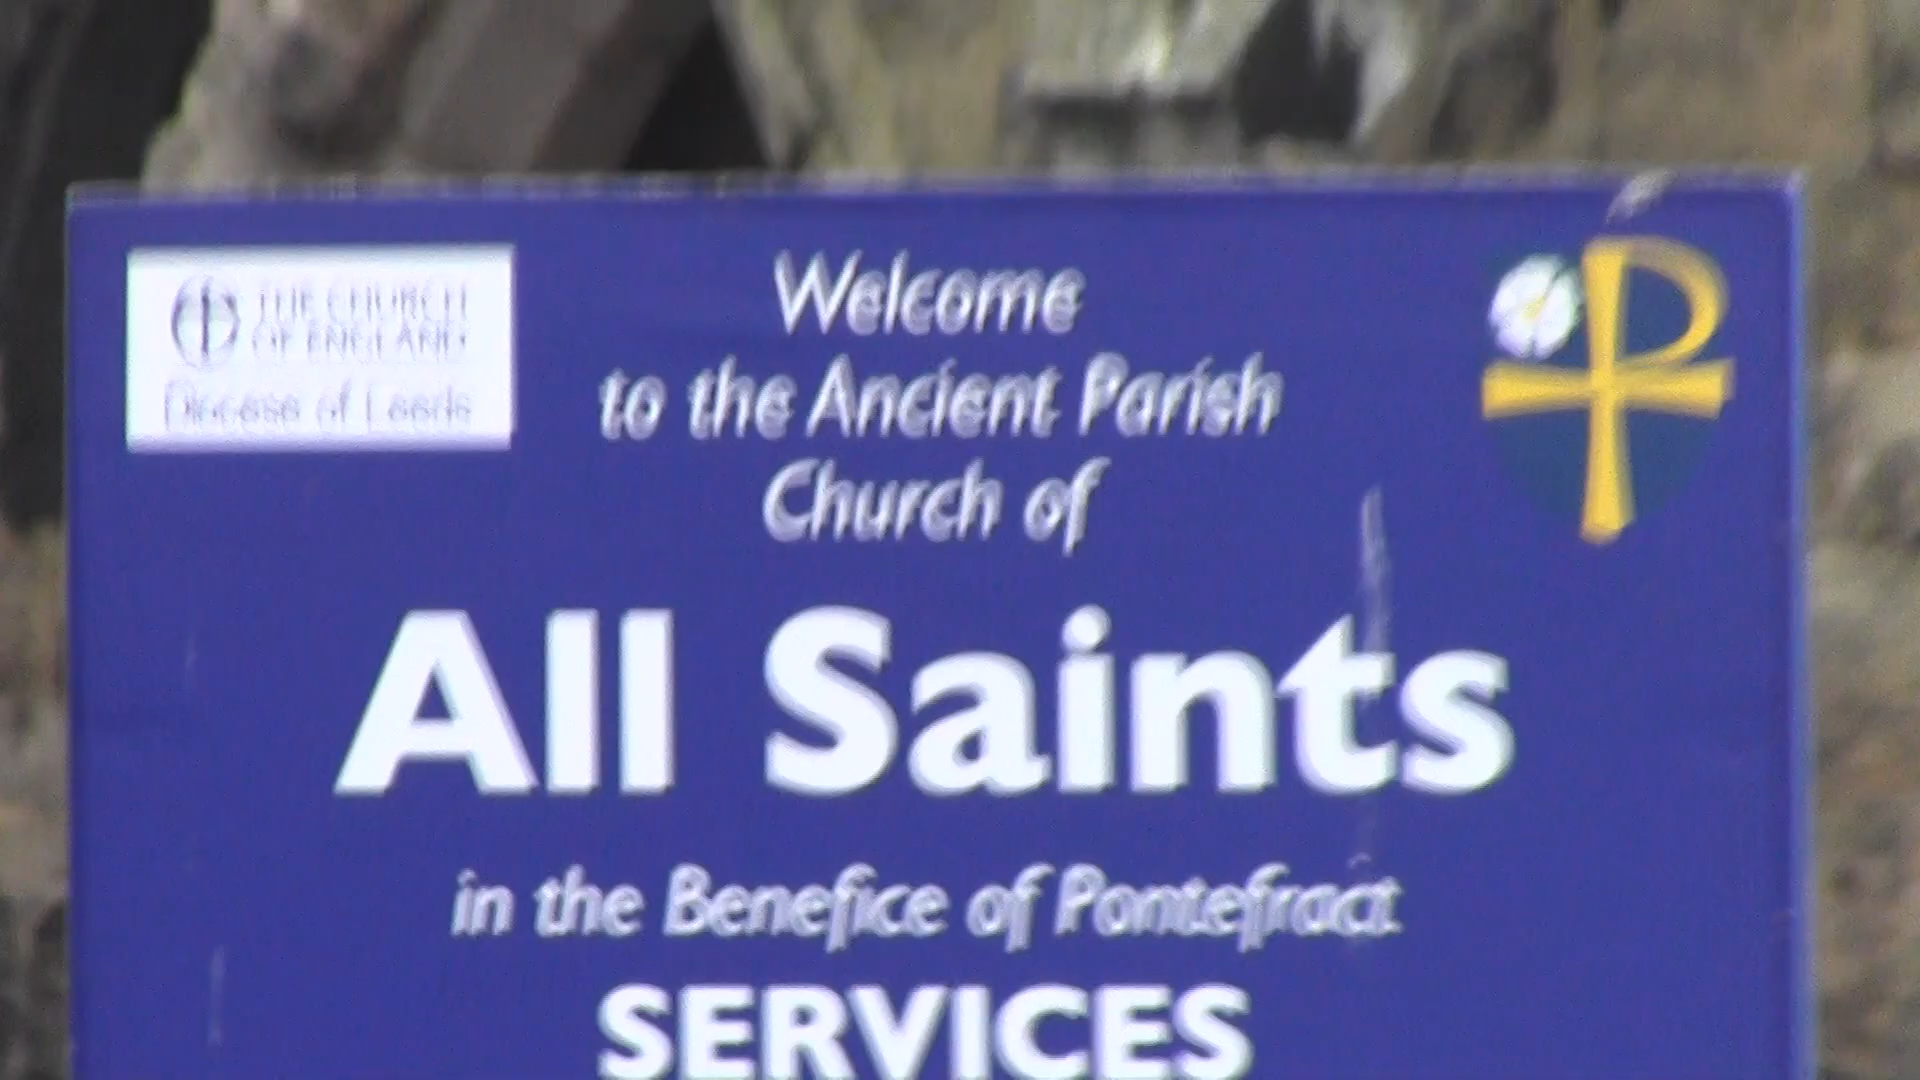 THE CHURCH
OF ENGLAND
Diocese of Leeds
Welcome
to the Ancient Parish
Church of
All Saints
in the Benefice of Pontefract
SERVICES